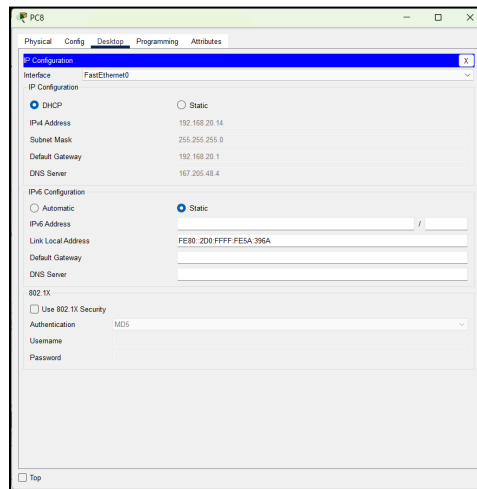 PC8
Physical Config Desktop Programming Attributes
IP Configuration X
Interface FastEthernet0
IP Configuration
DHCP Static
IPv4 Address 192.168.20.14
Subnet Mask 255.255.255.0
Default Gateway 192.168.20.1
DNS Server 167.205.48.4
IPv6 Configuration
Automatic Static
IPv6 Address /
Link Local Address FE80::2D0:FFFF:FE5A:396A
Default Gateway
DNS Server
802.1X
Use 802.1X Security
Authentication MD5
Username
Password
Top